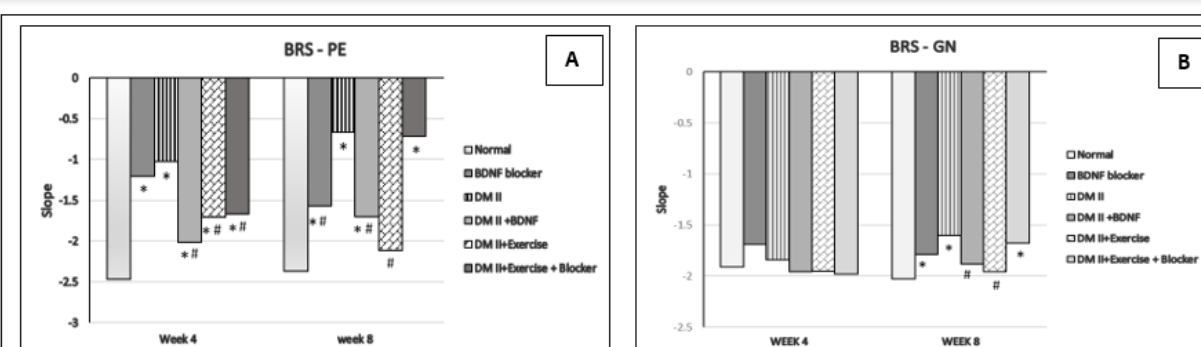 BRS - PE
A
0
-0.5
-1
-1.5
-2
-2.5
-3
Slope
* * *# *# *#
*# * *# # *
Week 4 week 8
Normal
BDNF blocker
DM II
DM II +BDNF
DM II+Exercise
DM II+Exercise + Blocker
BRS - GN
B
0
-0.5
-1
-1.5
-2
-2.5
Slope
* * # # *
WEEK 4 WEEK 8
Normal
BDNF blocker
DM II
DM II +BDNF
DM II+Exercise
DM II+Exercise + Blocker